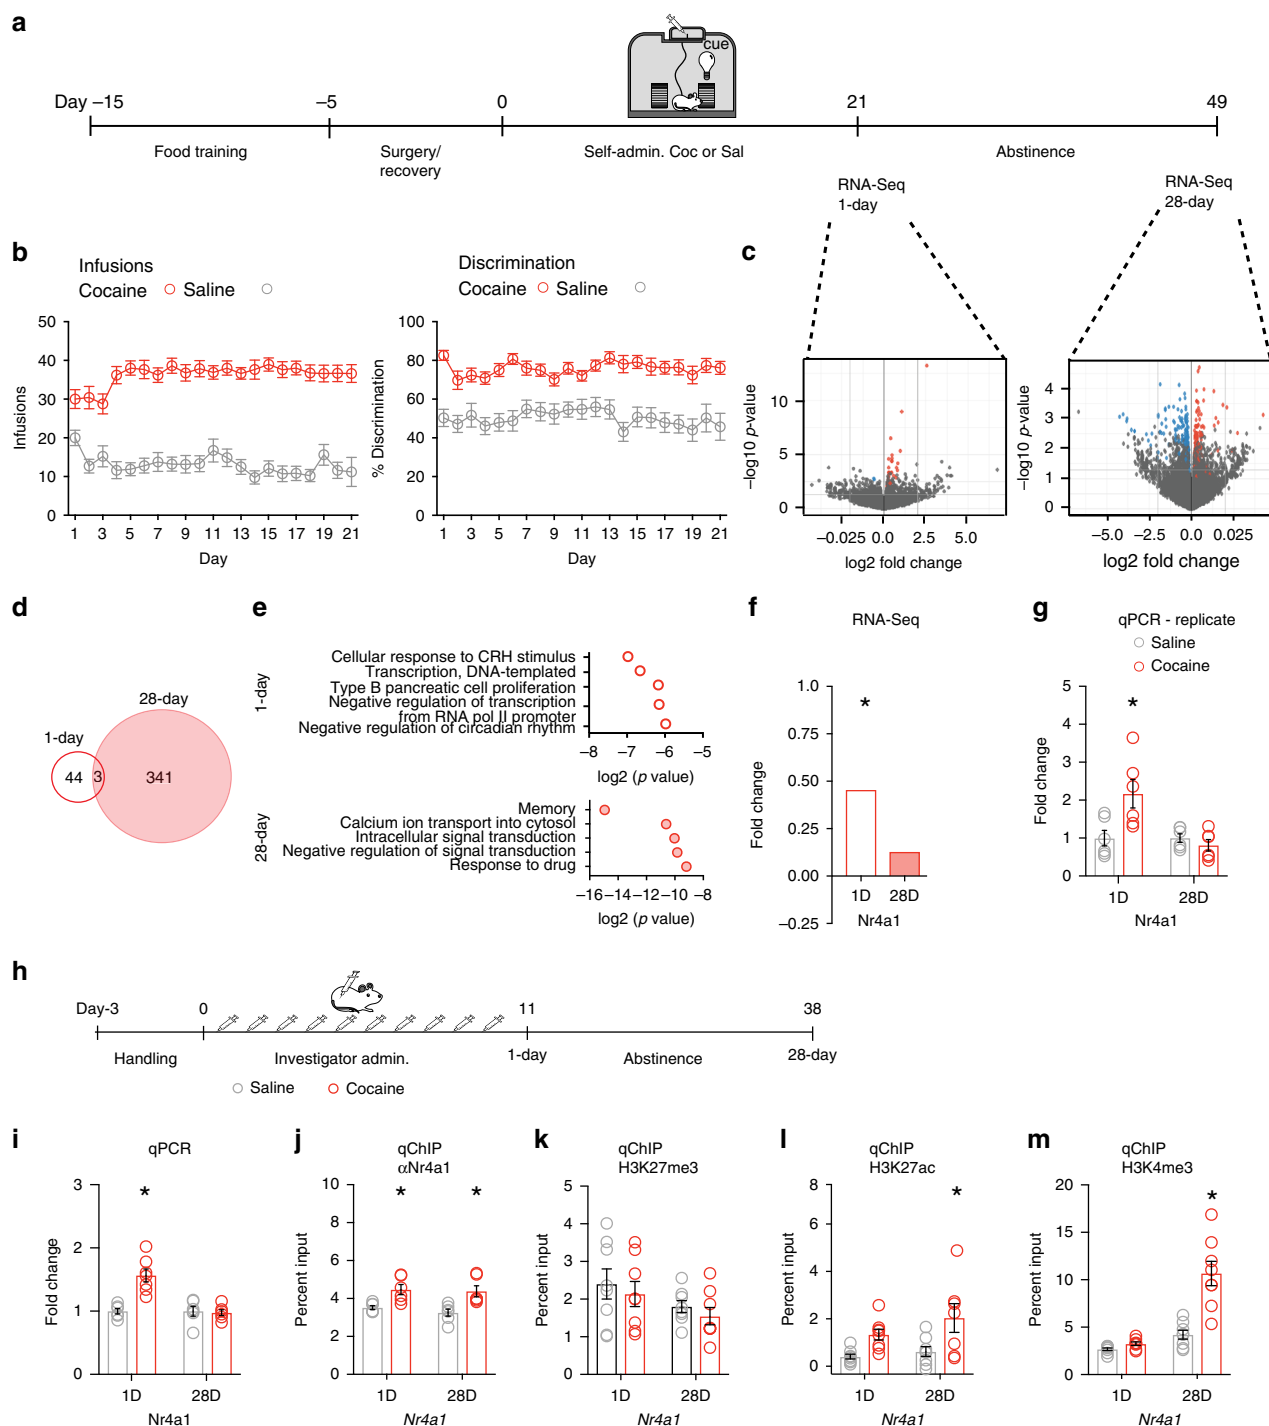 a
cue
Day −15
−5
0
21
49
Food training
Surgery/
recovery
Self-admin. Coc or Sal
Abstinence
RNA-Seq
1-day
RNA-Seq
28-day
b
Infusions
Cocaine
Saline
50
40
30
20
10
0
Infusions
1 3 5 7 9 11 13 15 17 19 21
Day
Discrimination
Cocaine
Saline
100
80
60
40
20
0
% Discrimination
1 3 5 7 9 11 13 15 17 19 21
Day
c
10
5
0
−log10 p-value
−0.025 0.0 2.5 5.0
log2 fold change
4
3
2
1
0
−log10 p-value
−5.0 −2.5 0.0 0.025
log2 fold change
d
28-day
1-day
44
3
341
e
1-day
Cellular response to CRH stimulus
Transcription, DNA-templated
Type B pancreatic cell proliferation
Negative regulation of transcription
from RNA pol II promoter
Negative regulation of circadian rhythm
−8 −7 −6 −5
log2 (p value)
28-day
Memory
Calcium ion transport into cytosol
Intracellular signal transduction
Negative regulation of signal transduction
Response to drug
−16 −14 −12 −10 −8
log2 (p value)
f
RNA-Seq
1.0
*
0.50
0.25
0.00
−0.25
Fold change
1D 28D
Nr4a1
g
qPCR - replicate
Saline
Cocaine
5
4
3
2
1
0
*
Fold change
1D 28D
Nr4a1
h
Day-3
0
11
38
Handling
Investigator admin.
1-day
Abstinence
28-day
Saline
Cocaine
i
qPCR
3
2
1
0
*
Fold change
1D 28D
Nr4a1
j
qChIP
αNr4a1
10
8
6
4
2
0
* *
Percent input
1D 28D
Nr4a1
k
qChIP
H3K27me3
5
4
3
2
1
0
Percent input
1D 28D
Nr4a1
l
qChIP
H3K27ac
8
6
4
2
0
*
Percent input
1D 28D
Nr4a1
m
qChIP
H3K4me3
20
15
10
5
0
*
Percent input
1D 28D
Nr4a1